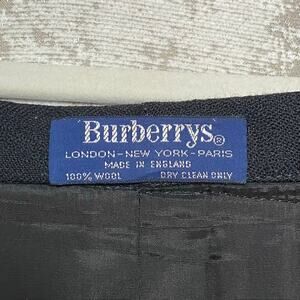 Burberrys®
LONDON–NEW YORK–PARIS
MADE IN ENGLAND
100% WOOL DRY CLEAN ONLY